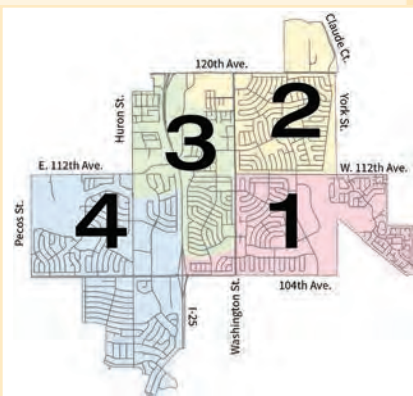 Claude Ct.
120th Ave.
Huron St.
2
York St.
3
E. 112th Ave.
W. 112th Ave.
Pecos St.
4
1
104th Ave.
I-25
Washington St.